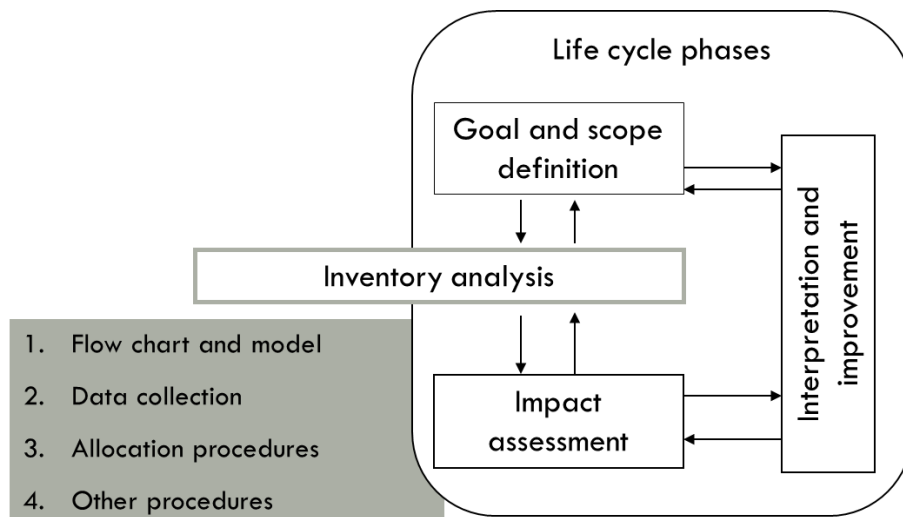 Life cycle phases
Goal and scope
definition
Inventory analysis
1. Flow chart and model
2. Data collection
3. Allocation procedures
4. Other procedures
Impact
assessment
Interpretation and
improvement